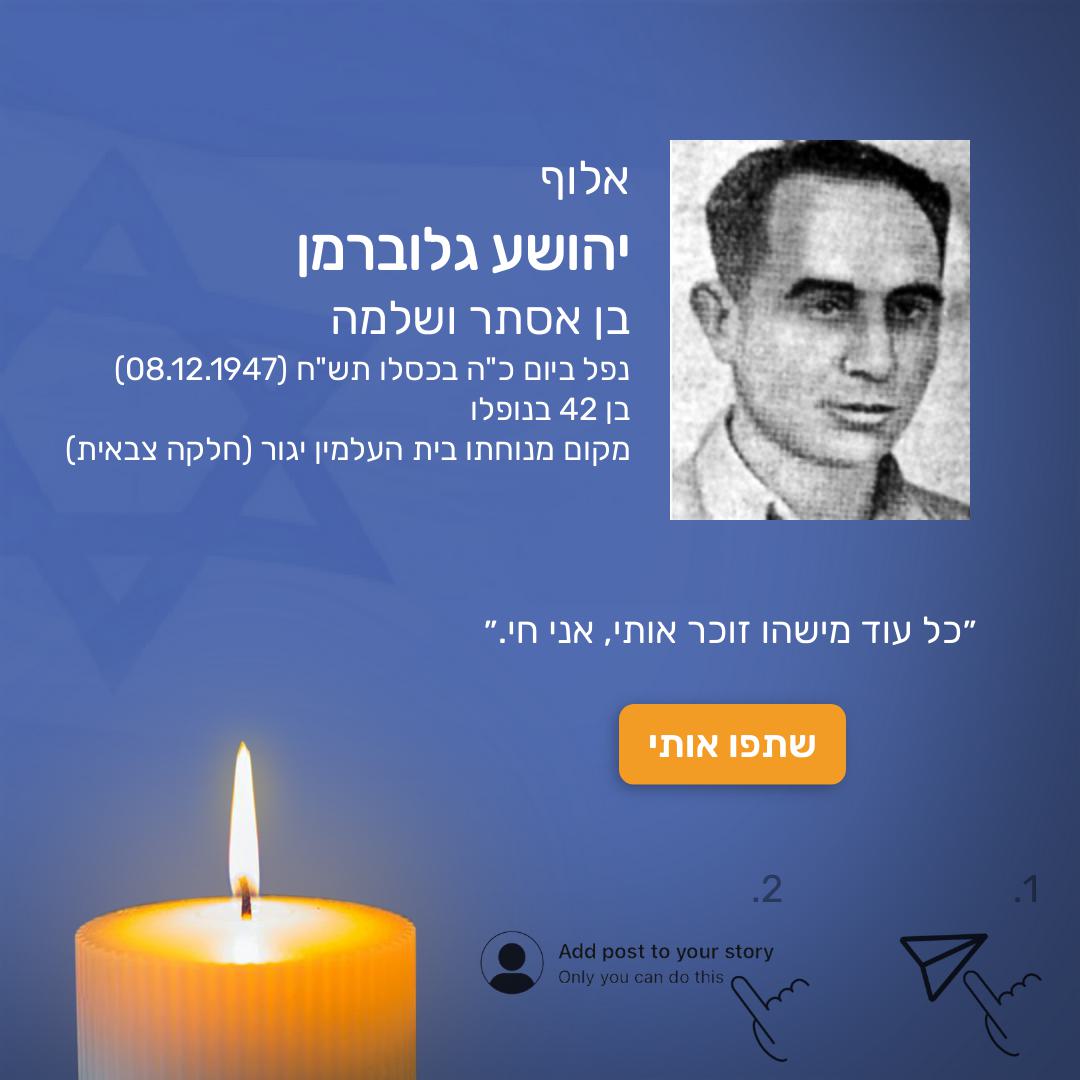 אלוף
יהושע גלוברמן
בן אסתר ושלמה
נפל ביום כ"ה בכסלו תש"ח (08.12.1947)
בן 42 בנופלו
מקום מנוחתו בית העלמין יגור (חלקה צבאית)
״כל עוד מישהו זוכר אותי, אני חי.״
שתפו אותי
1.
2.
Add post to your story
Only you can do this